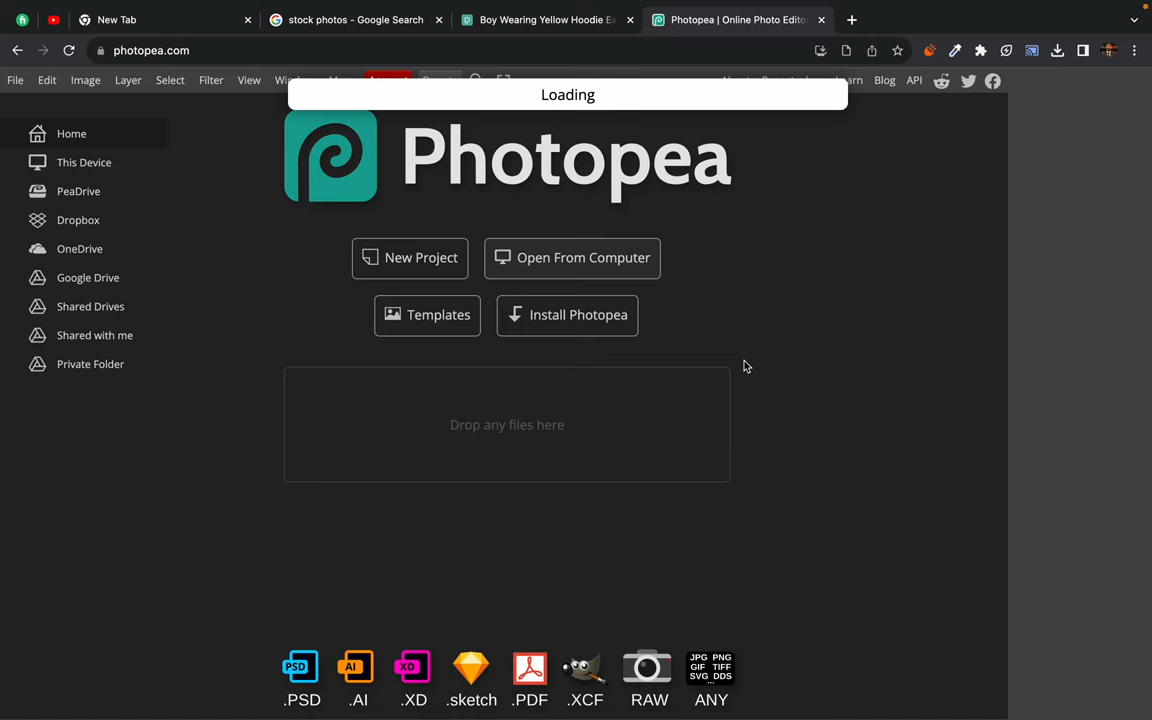 New Tab
stock photos - Google Search
Boy Wearing Yellow Hoodie Ea
Photopea | Online Photo Editor
photopea.com
File Edit Image Layer Select Filter View
Blog API
Loading
Photopea
Home
This Device
PeaDrive
Dropbox
OneDrive
Google Drive
Shared Drives
Shared with me
Private Folder
New Project
Open From Computer
Templates
Install Photopea
Drop any files here
PSD AI XD JPG PNG
GIF TIFF
SVG DDS
.PSD .AI .XD .sketch .PDF .XCF RAW ANY